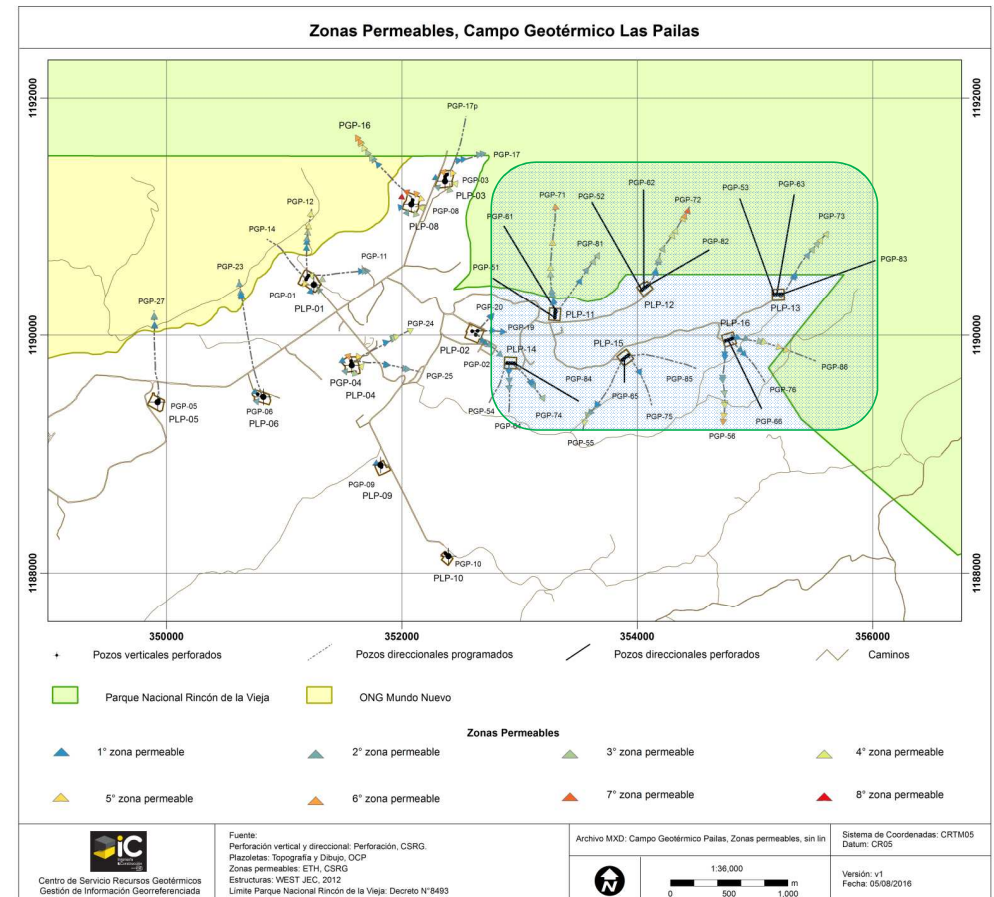 Zonas Permeables, Campo Geotérmico Las Pailas
1192000
1192000
PGP-17p
PGP-16
PGP-17
PGP-03
PLP-03
PGP-08
PLP-08
PGP-71
PGP-52
PGP-62
PGP-53
PGP-63
PGP-61
PGP-72
PGP-73
PGP-12
PGP-14
PGP-11
PGP-81
PGP-82
PGP-83
PGP-23
PGP-51
PGP-01
PLP-01
PLP-12
PLP-13
PGP-27
PGP-20
PLP-11
PGP-24
PGP-19
PLP-16
1190000
1190000
PLP-02
PLP-14
PLP-15
PGP-02
PGP-04
PLP-04
PGP-25
PGP-84
PGP-85
PGP-86
PGP-76
PGP-65
PGP-05
PLP-05
PGP-06
PLP-06
PGP-54
PGP-74
PGP-75
PGP-66
PGP-55
PGP-56
PGP-09
PLP-09
PGP-10
PLP-10
1188000
1188000
350000
352000
354000
356000
Pozos verticales perforados
Pozos direccionales programados
Pozos direccionales perforados
Caminos
Parque Nacional Rincón de la Vieja
ONG Mundo Nuevo
Zonas Permeables
1° zona permeable
2° zona permeable
3° zona permeable
4° zona permeable
5° zona permeable
6° zona permeable
7° zona permeable
8° zona permeable
iC
Centro de Servicio Recursos Geotérmicos
Gestión de Información Georreferenciada
Fuente:
Perforación vertical y direccional: Perforación, CSRG.
Plazoletas: Topografía y Dibujo, OCP
Zonas permeables: ETH, CSRG
Estructuras: WEST JEC, 2012
Límite Parque Nacional Rincón de la Vieja: Decreto N°8493
Archivo MXD: Campo Geotérmico Pailas, Zonas permeables, sin lin
1:36,000
m
0
500
1,000
Sistema de Coordenadas: CRTM05
Datum: CR05
Versión: v1
Fecha: 05/08/2016